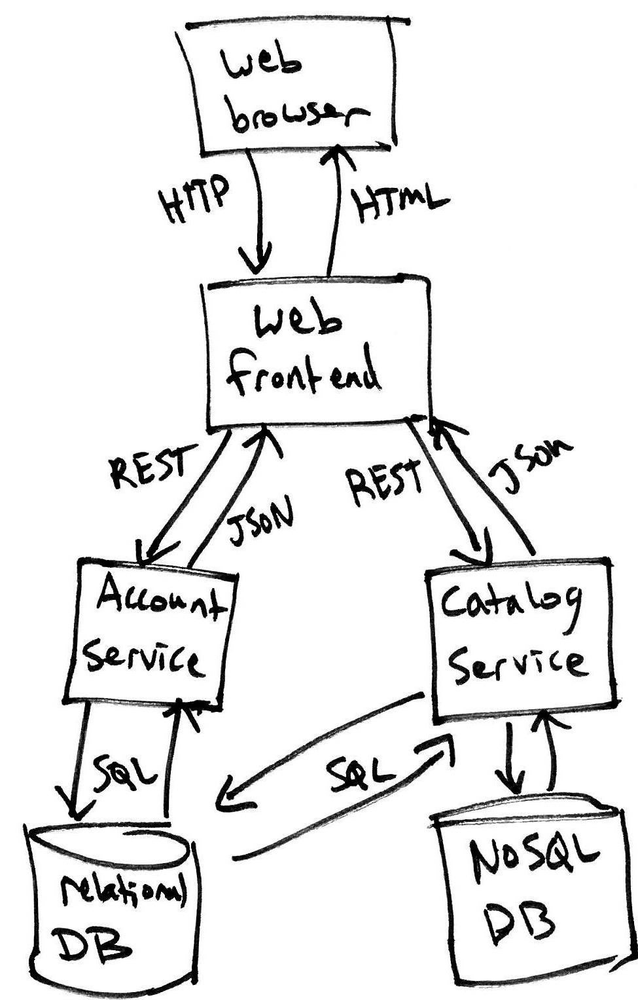 web
browser
HTTP
HTML
web
frontend
REST
JSON
REST
JSON
Account
Service
Catalog
Service
SQL
SQL
relational
DB
NoSQL
DB